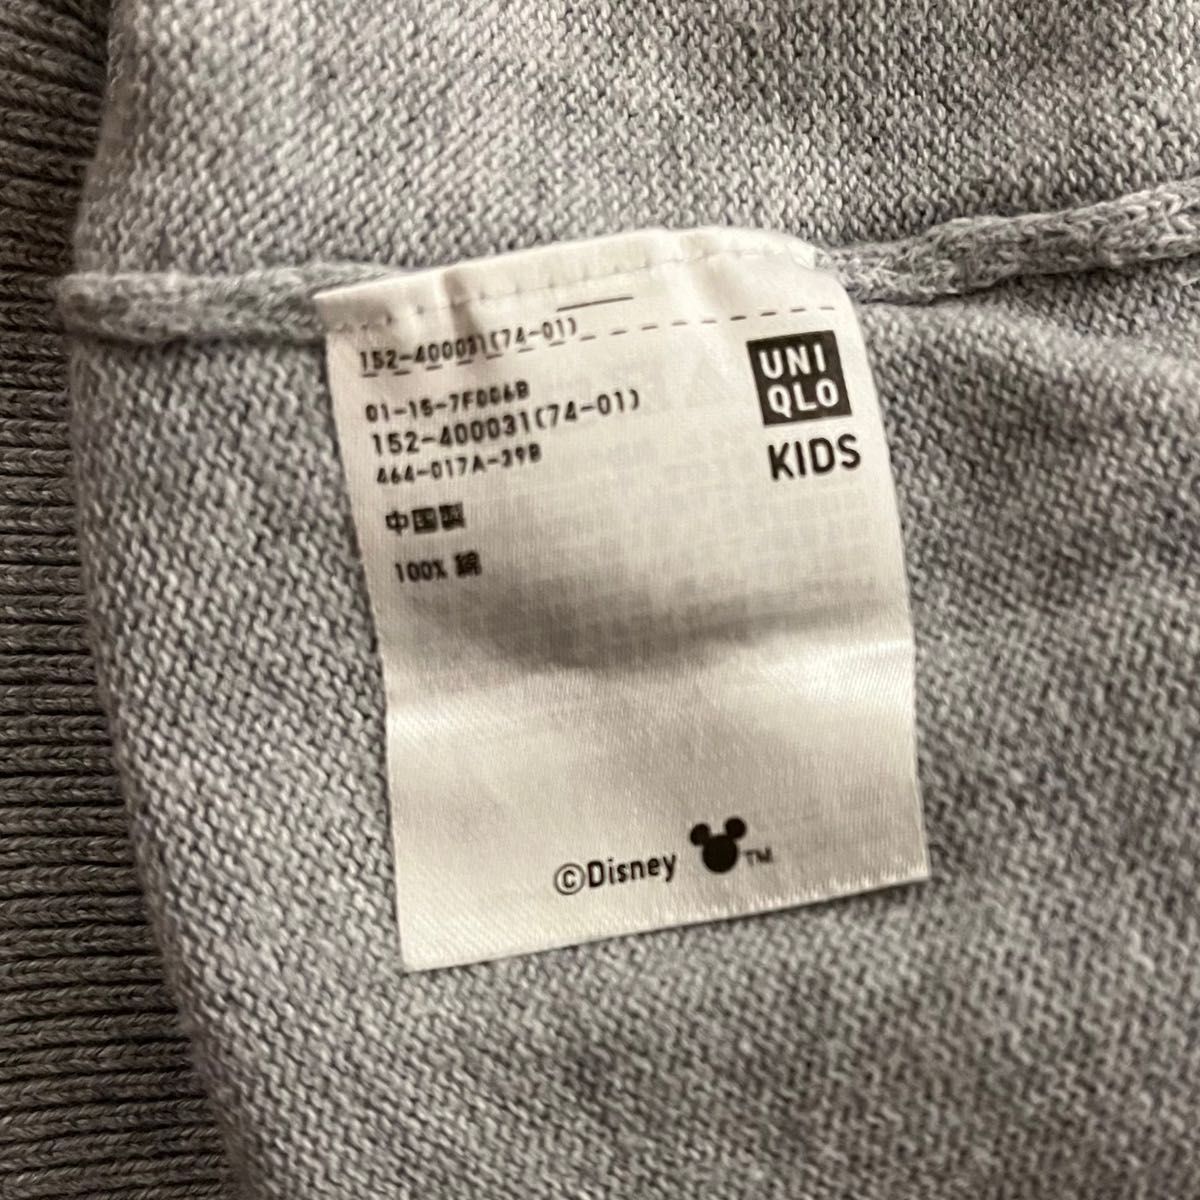 152-400031(74-01)
01-15-7F006B
152-400031(74-01)
464-017A-39B
中国製
100% 綿
UNI
QLO
KIDS
©Disney TM